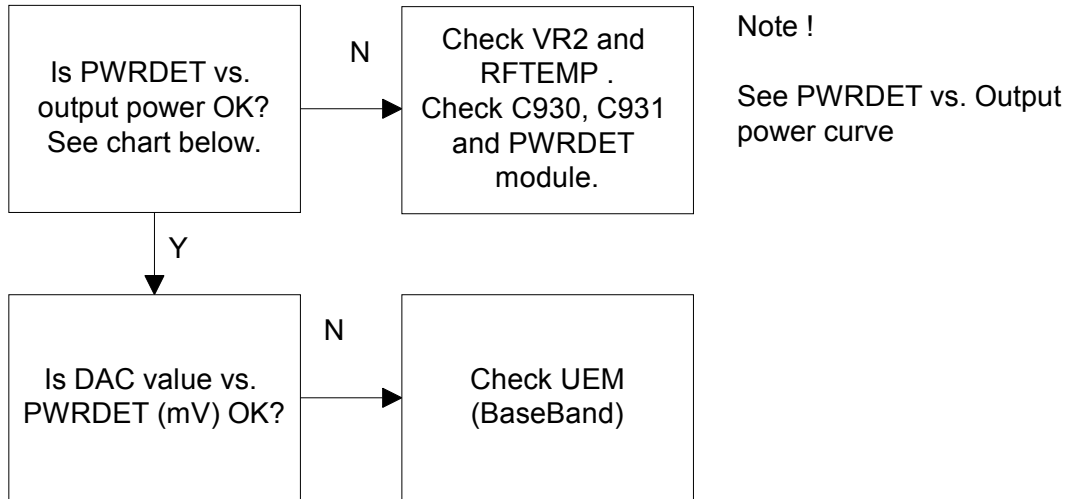 Is PWRDET vs.
output power OK?
See chart below.
N
Check VR2 and
RFTEMP .
Check C930, C931
and PWRDET
module.
Note !
See PWRDET vs. Output
power curve
Y
Is DAC value vs.
PWRDET (mV) OK?
N
Check UEM
(BaseBand)